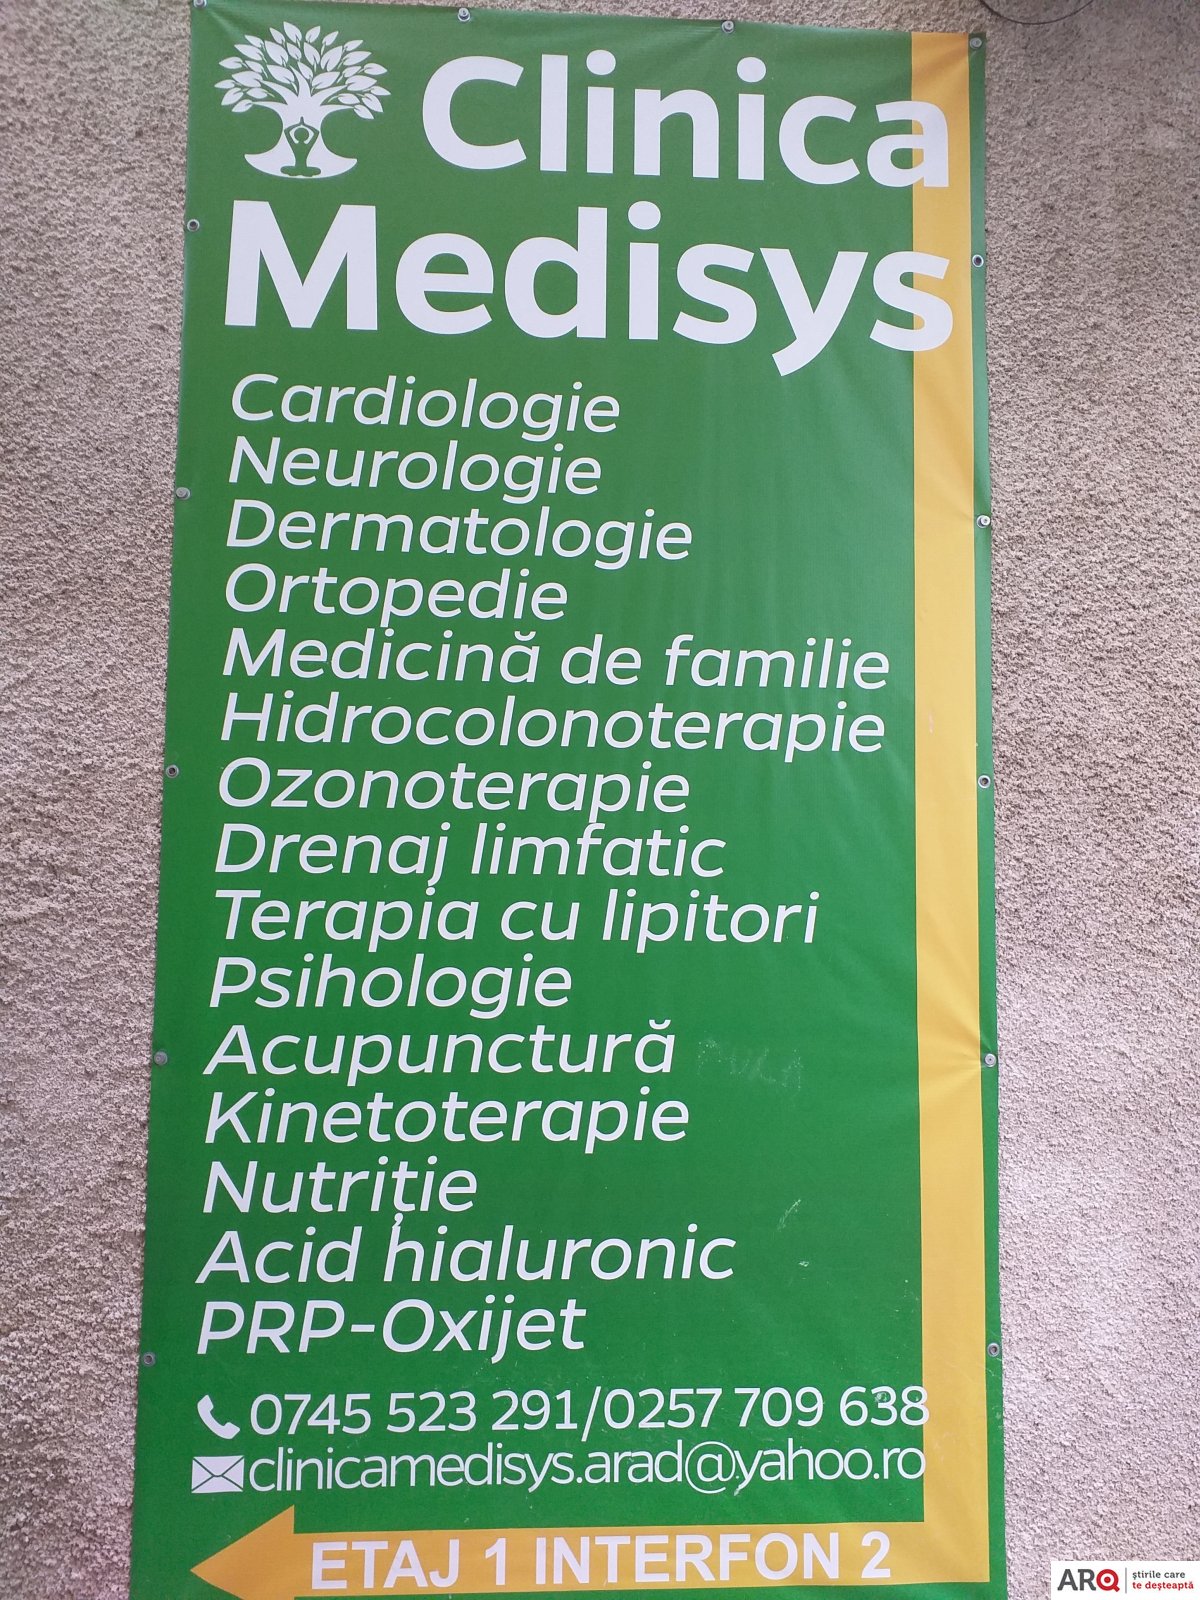 Clinica
Medisys
Cardiologie
Neurologie
Dermatologie
Ortopedie
Medicină de familie
Hidrocolonoterapie
Ozonoterapie
Drenaj limfatic
Terapia cu lipitori
Psihologie
Acupunctură
Kinetoterapie
Nutriție
Acid hialuronic
PRP-Oxijet
0745 523 291/0257 709 638
clinicamedisys.arad@yahoo.ro
ETAJ 1 INTERFON 2
ARQ
știrile care
te deșteaptă